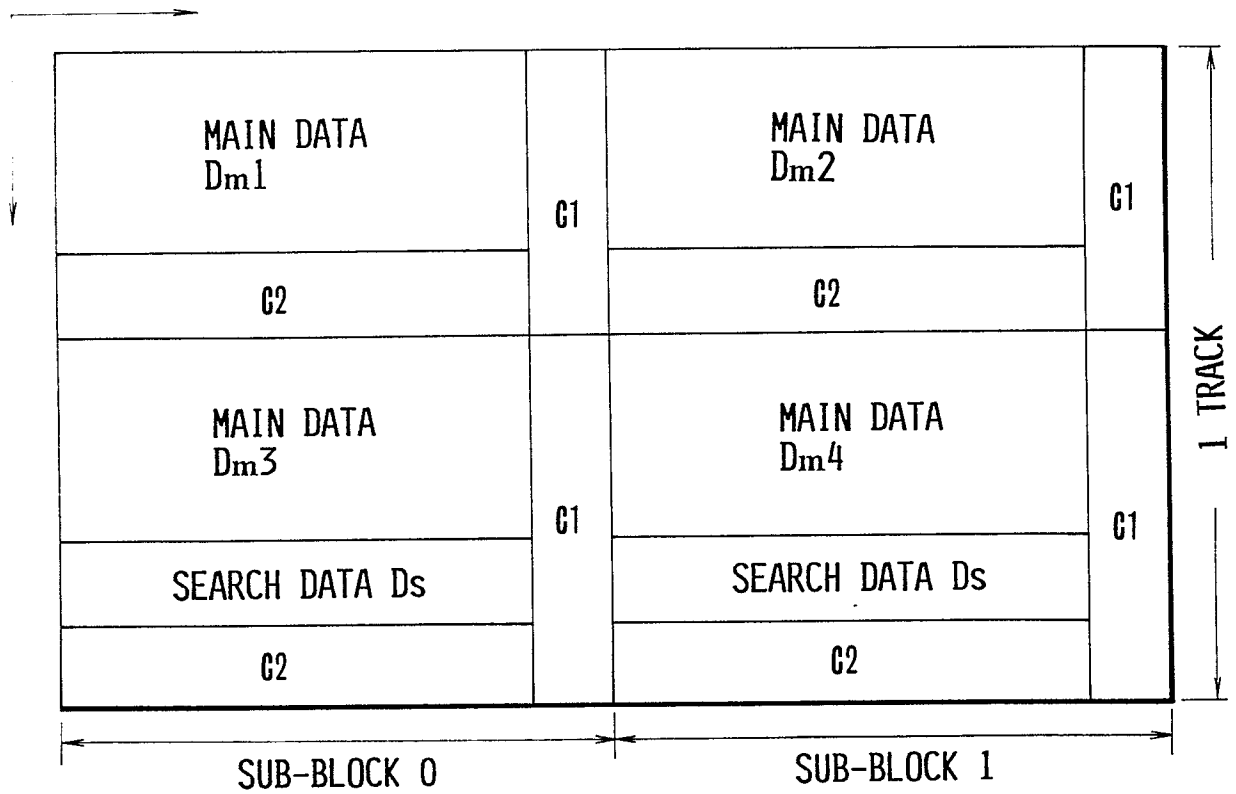 MAIN DATA
Dm1
C1
C2
MAIN DATA
Dm2
C1
C2
MAIN DATA
Dm3
C1
SEARCH DATA Ds
C2
MAIN DATA
Dm4
C1
SEARCH DATA Ds
C2
1 TRACK
SUB-BLOCK 0
SUB-BLOCK 1